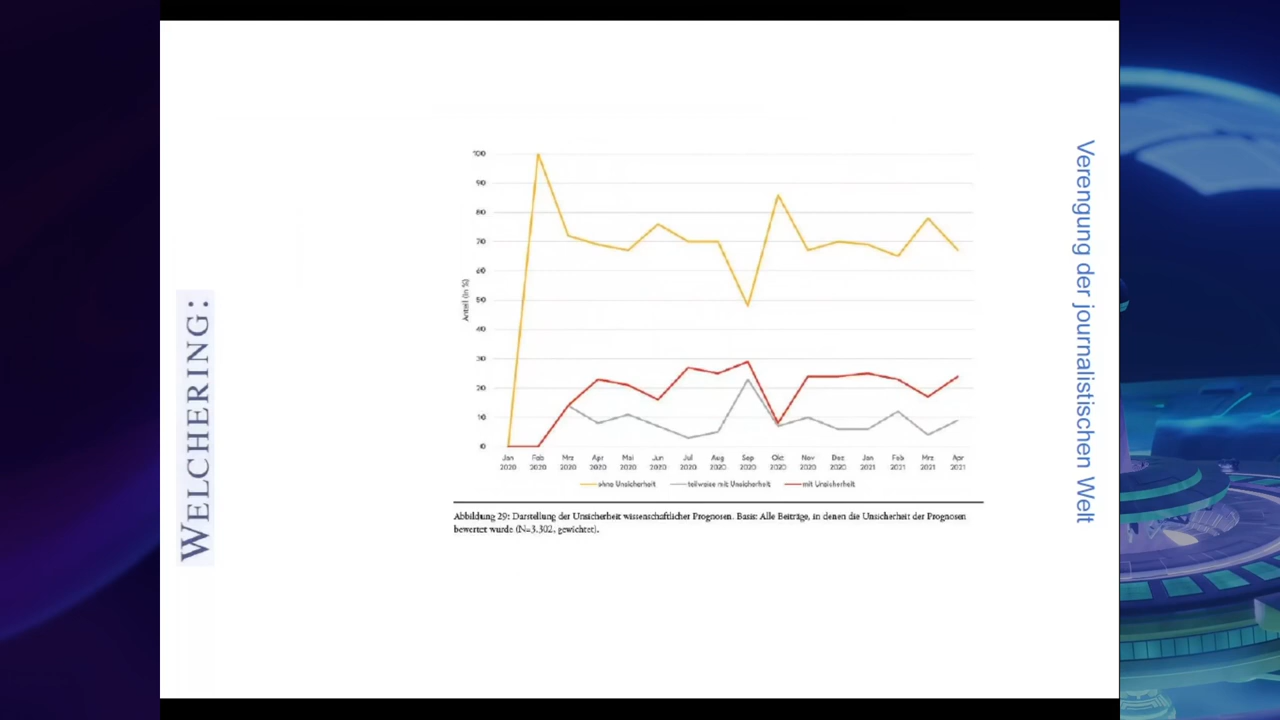 WELCHERING:
Verengung der journalistischen Welt
100
90
80
70
60
50
40
30
20
10
0
Anteil (in %)
Jan Feb Mrz Apr Mai Jun Jul Aug Sep Okt Nov Dez Jan Feb Mrz Apr
2020 2020 2020 2020 2020 2020 2020 2020 2020 2020 2020 2020 2021 2021 2021 2021
ohne Unsicherheit teilweise mit Unsicherheit mit Unsicherheit
Abbildung 29: Darstellung der Unsicherheit wissenschaftlicher Prognosen. Basis: Alle Beiträge, in denen die Unsicherheit der Prognosen
bewertet wurde (N=3.302, gewichtet).